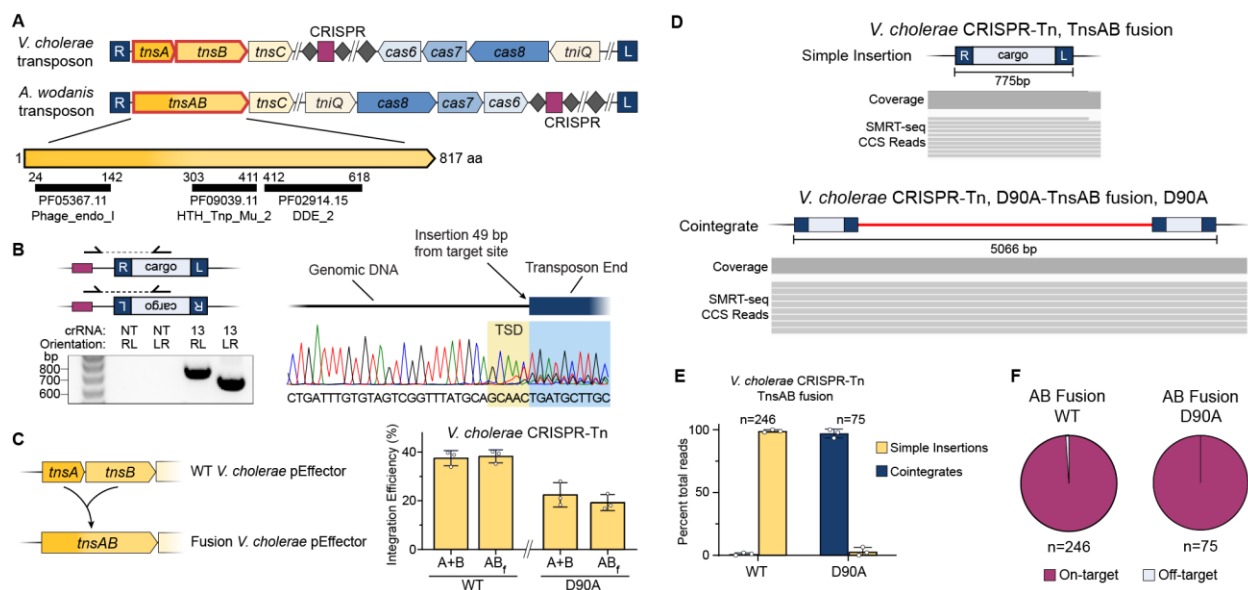 A
V. cholerae
transposon
R
tnsA
tnsB
tnsC
CRISPR
cas6
cas7
cas8
tniQ
L
A. wodanis
transposon
R
tnsAB
tnsC
tniQ
cas8
cas7
cas6
CRISPR
L
1
817 aa
24
142
303
411
412
618
PF05367.11
Phage_endo_I
PF09039.11
HTH_Tnp_Mu_2
PF02914.15
DDE_2
B
R
cargo
L
L
cargo
R
crRNA: NT NT 13 13
Orientation: RL LR RL LR
bp
800
700
600
Genomic DNA
Insertion 49 bp
from target site
Transposon End
TSD
CTGATTTGTGTAGTCGGTTTATGCAGCAACTGATGCTTGC
C
tnsA
tnsB
WT V. cholerae pEffector
tnsAB
Fusion V. cholerae pEffector
V. cholerae CRISPR-Tn
Integration Efficiency (%)
60
40
20
0
A+B
ABf
A+B
ABf
WT
D90A
D
V. cholerae CRISPR-Tn, TnsAB fusion
Simple Insertion
R
cargo
L
775bp
Coverage
SMRT-seq
CCS Reads
V. cholerae CRISPR-Tn, D90A-TnsAB fusion, D90A
Cointegrate
5066 bp
Coverage
SMRT-seq
CCS Reads
E
V. cholerae CRISPR-Tn
TnsAB fusion
n=246
n=75
Percent total reads
100
50
0
WT
D90A
Simple Insertions
Cointegrates
F
AB Fusion
WT
AB Fusion
D90A
n=246
n=75
On-target
Off-target